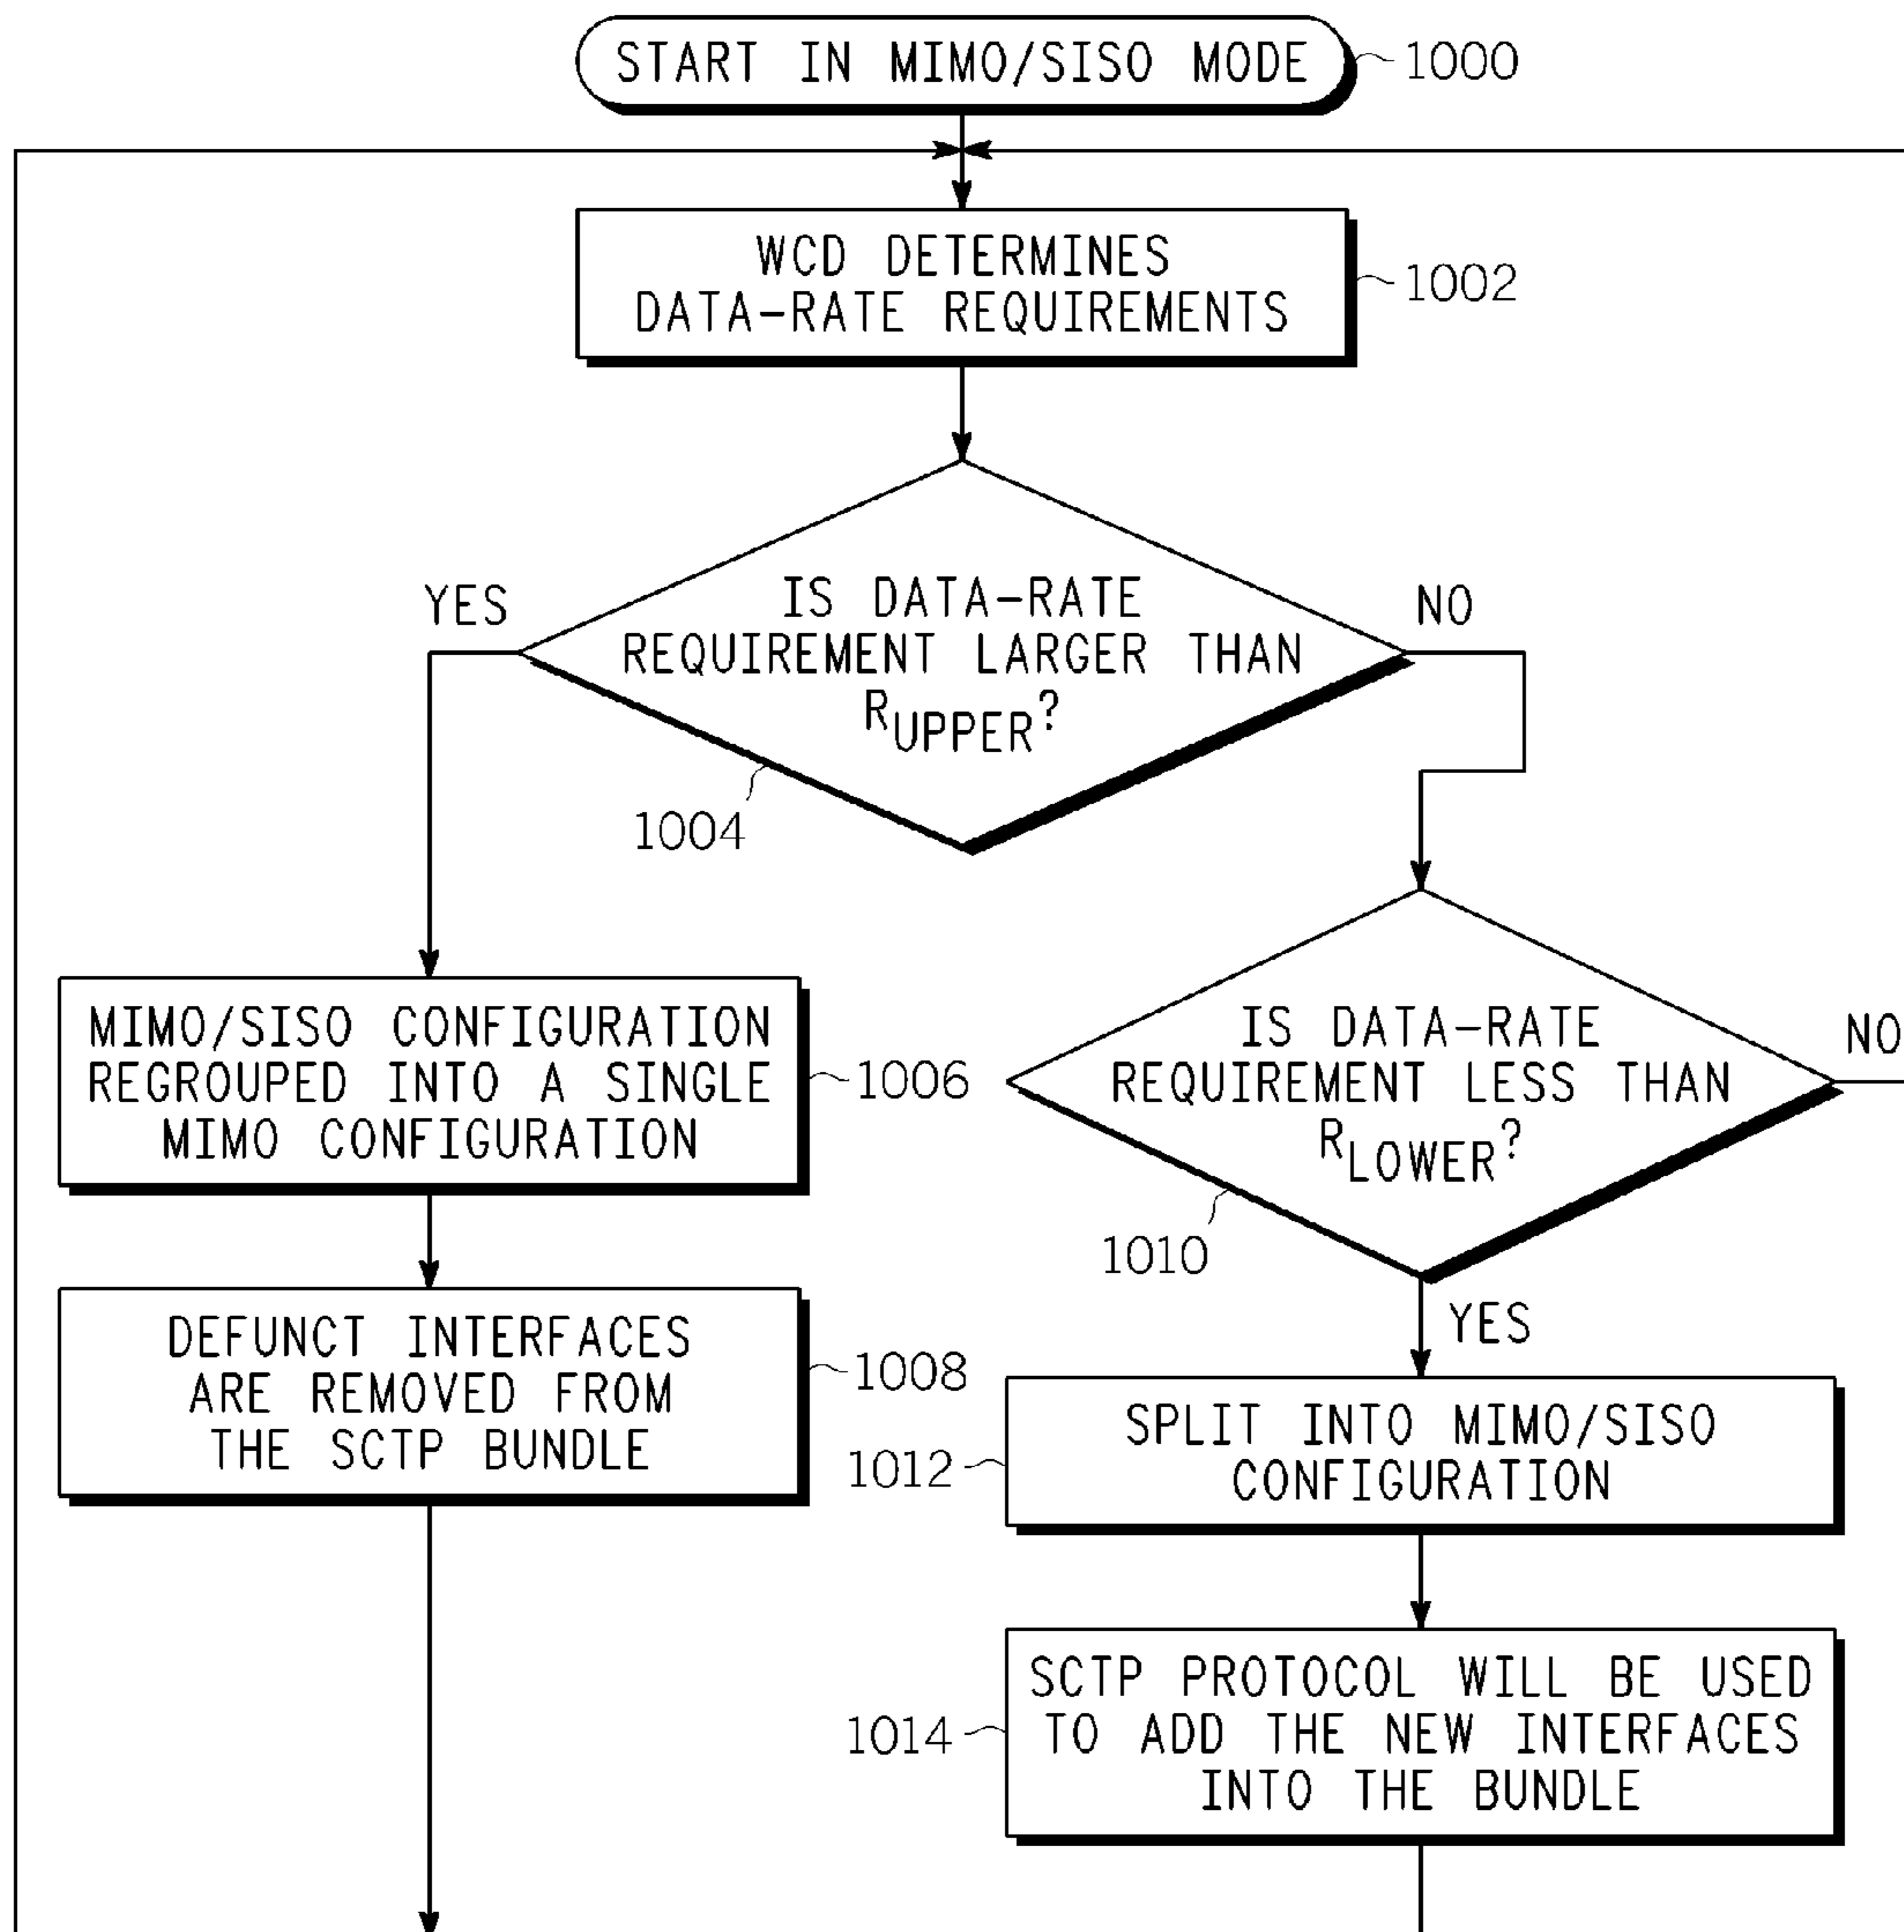 START IN MIMO/SISO MODE
1000
WCD DETERMINES
DATA-RATE REQUIREMENTS
1002
YES
IS DATA-RATE
REQUIREMENT LARGER THAN
RUPPER?
NO
1004
MIMO/SISO CONFIGURATION
REGROUPED INTO A SINGLE
MIMO CONFIGURATION
1006
IS DATA-RATE
REQUIREMENT LESS THAN
RLOWER?
NO
1010
DEFUNCT INTERFACES
ARE REMOVED FROM
THE SCTP BUNDLE
1008
YES
SPLIT INTO MIMO/SISO
CONFIGURATION
1012
SCTP PROTOCOL WILL BE USED
TO ADD THE NEW INTERFACES
INTO THE BUNDLE
1014